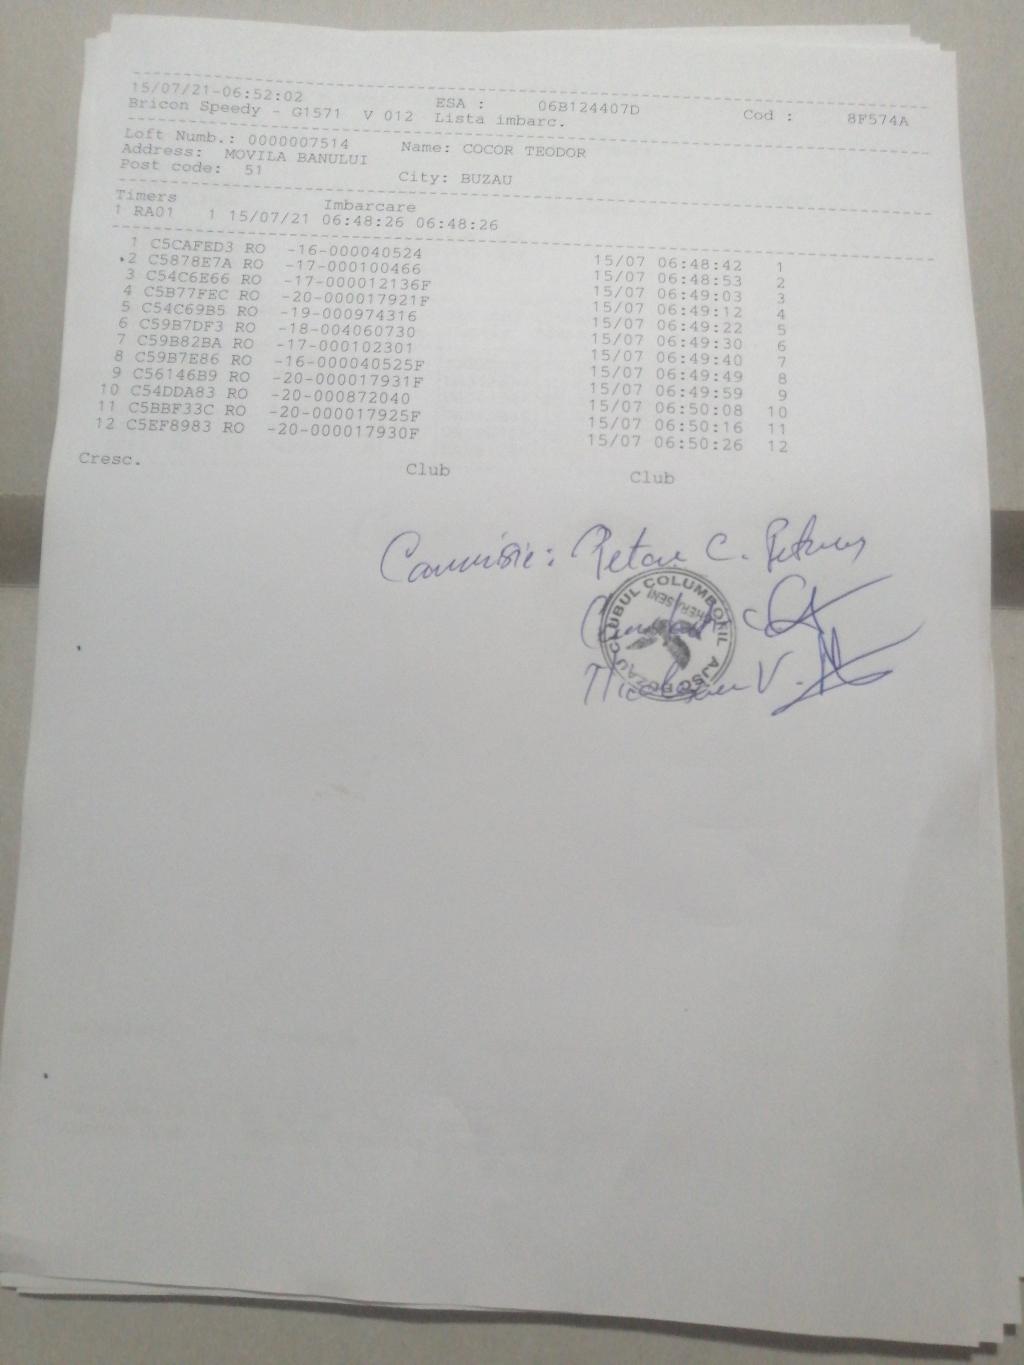 15/07/21-06:52:02 ESA : 06B124407D Cod : 8F574A
Bricon Speedy - G1571 V 012 Lista imbarc.
Loft Numb.: 0000007514 Name: COCOR TEODOR
Address: MOVILA BANULUI
Post code: 51 City: BUZAU
Timers Imbarcare
1 RA01 1 15/07/21 06:48:26 06:48:26
1 C5CAFED3 RO -16-000040524 15/07 06:48:42 1
2 C5878E7A RO -17-000100466 15/07 06:48:53 2
3 C54C6E66 RO -17-000012136F 15/07 06:49:03 3
4 C5B77FEC RO -20-000017921F 15/07 06:49:12 4
5 C54C69B5 RO -19-000974316 15/07 06:49:22 5
6 C59B7DF3 RO -18-004060730 15/07 06:49:30 6
7 C59B82BA RO -17-000102301 15/07 06:49:40 7
8 C59B7E86 RO -16-000040525F 15/07 06:49:49 8
9 C56146B9 RO -20-000017931F 15/07 06:49:59 9
10 C54DDA83 RO -20-000872040 15/07 06:50:08 10
11 C5BBF33C RO -20-000017925F 15/07 06:50:16 11
12 C5EF8983 RO -20-000017930F 15/07 06:50:26 12
Cresc. Club Club
Comisie: C.
CLUBUL COLUMBOFIL AJSC BUZAU
GHERASENI
V.